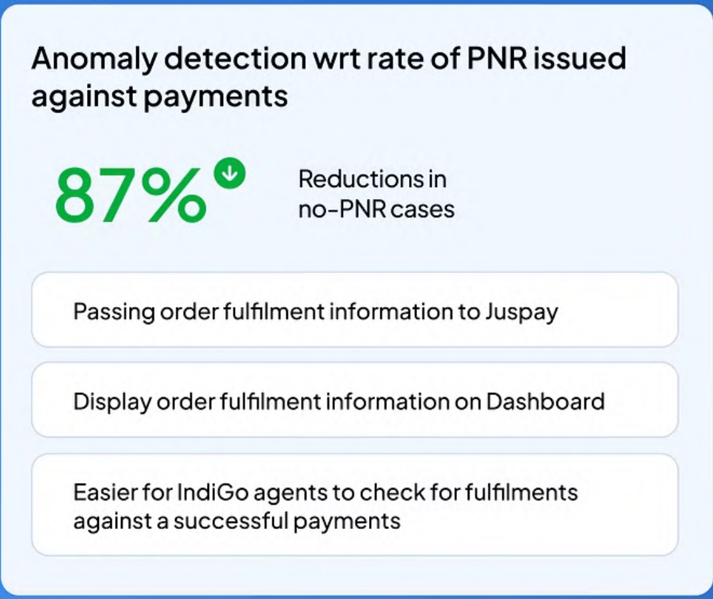 Anomaly detection wrt rate of PNR issued
against payments
87%
Reductions in
no-PNR cases
Passing order fulfilment information to Juspay
Display order fulfilment information on Dashboard
Easier for IndiGo agents to check for fulfilments
against a successful payments